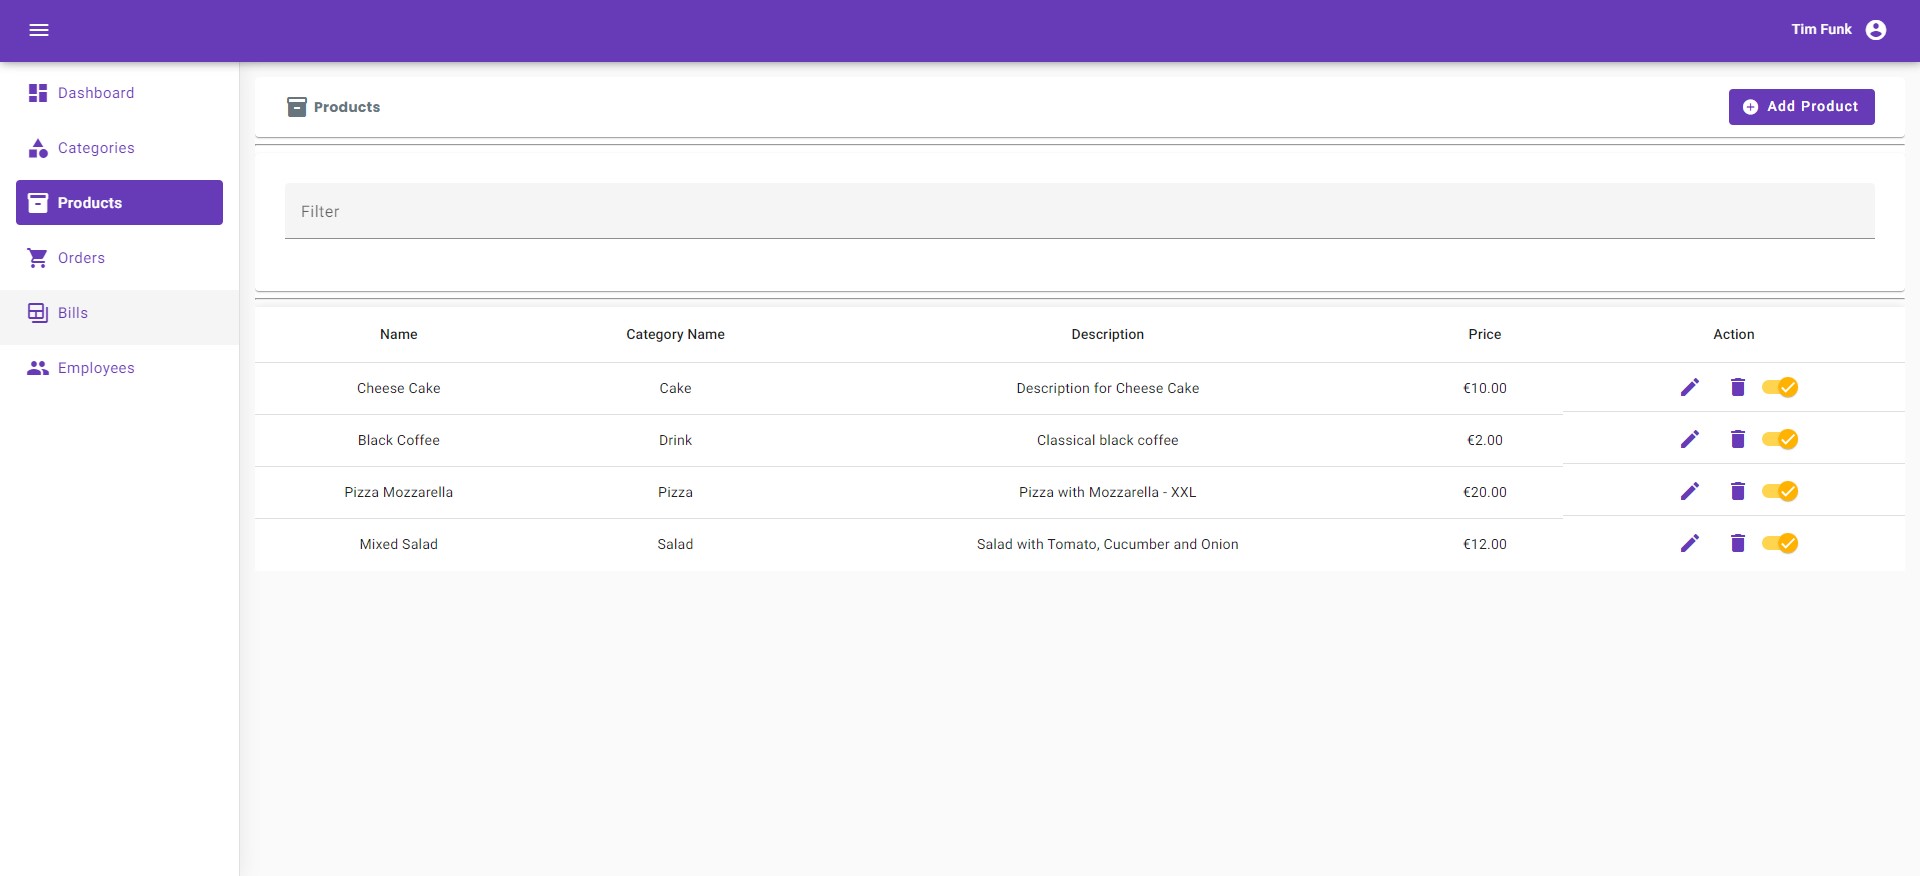 Tim Funk
Dashboard
Categories
Products
Orders
Bills
Employees
Products
Add Product
Filter
Name Category Name Description Price Action
Cheese Cake Cake Description for Cheese Cake €10.00
Black Coffee Drink Classical black coffee €2.00
Pizza Mozzarella Pizza Pizza with Mozzarella - XXL €20.00
Mixed Salad Salad Salad with Tomato, Cucumber and Onion €12.00